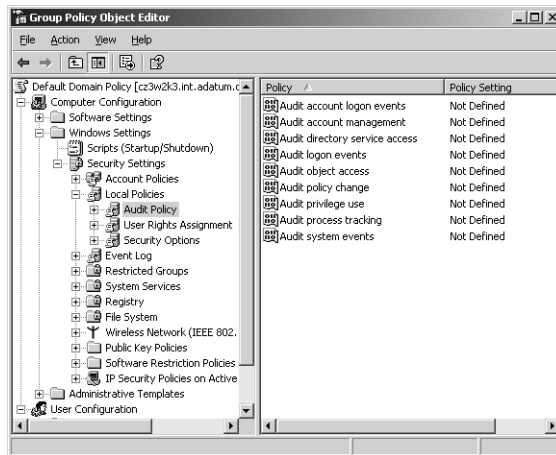 Group Policy Object Editor
File Action View Help
Default Domain Policy [cz3w2k3.int.adatum.c
Computer Configuration
Software Settings
Windows Settings
Scripts (Startup/Shutdown)
Security Settings
Account Policies
Local Policies
Audit Policy
User Rights Assignment
Security Options
Event Log
Restricted Groups
System Services
Registry
File System
Wireless Network (IEEE 802.
Public Key Policies
Software Restriction Policies
IP Security Policies on Active
Administrative Templates
User Configuration
Policy Policy Setting
Audit account logon events Not Defined
Audit account management Not Defined
Audit directory service access Not Defined
Audit logon events Not Defined
Audit object access Not Defined
Audit policy change Not Defined
Audit privilege use Not Defined
Audit process tracking Not Defined
Audit system events Not Defined